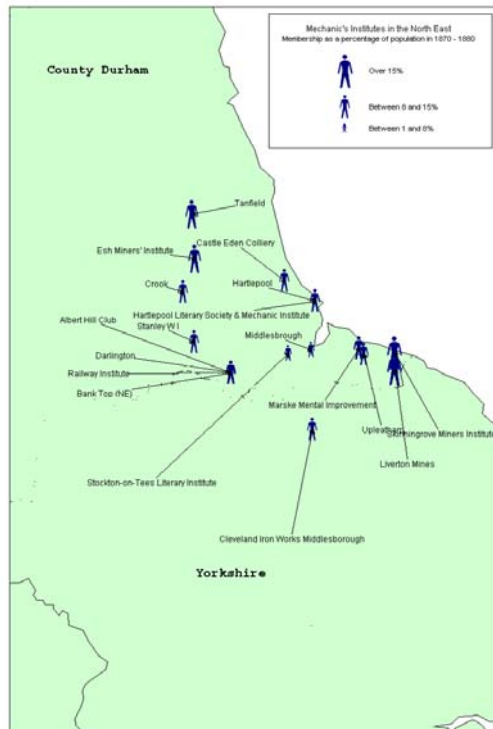 Mechanic's Institutes in the North East
Membership as a percentage of population in 1870 - 1880
Over 15%
Between 8 and 15%
Between 1 and 8%
County Durham
Tanfield
Castle Eden Colliery
Esh Miners' Institute
Crook
Hartlepool
Hartlepool Literary Society & Mechanic Institute
Albert Hill Club
Stanley W I
Middlesbrough
Darlington
Railway Institute
Bank Top (NE)
Marske Mental Improvement
Upleatham
Miners Institute
Liverton Mines
Stockton-on-Tees Literary Institute
Cleveland Iron Works Middlesborough
Yorkshire